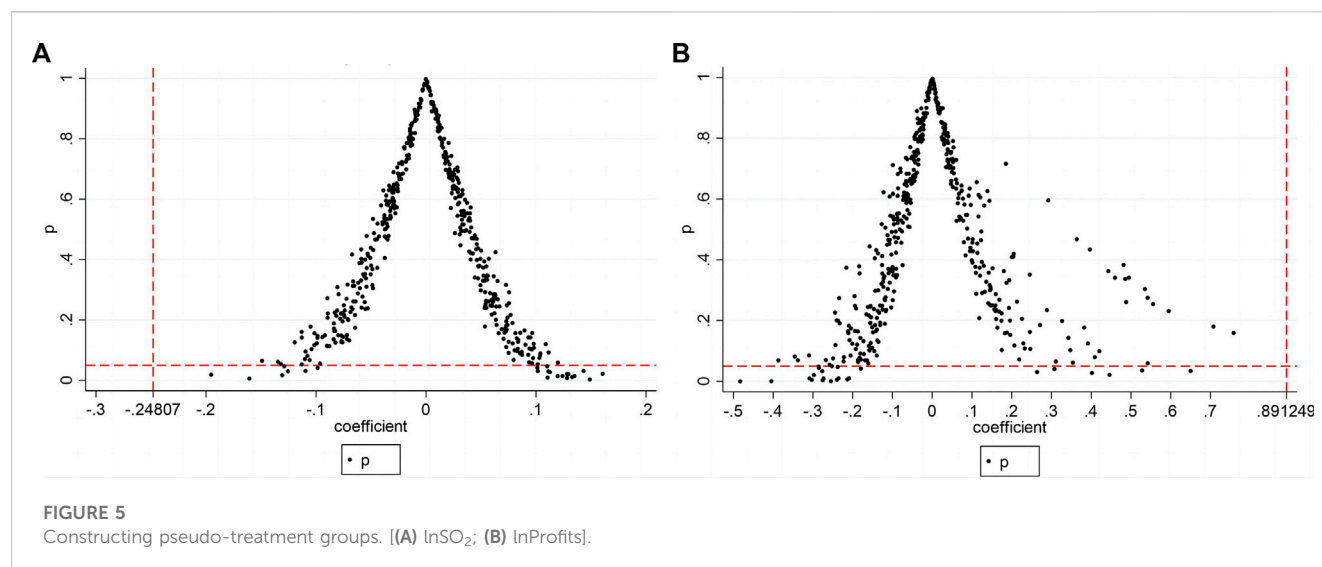 A
p
1
.8
.6
.4
.2
0
-.3 -.24807 -.2 -.1 0 .1 .2
coefficient
p
B
p
1
.8
.6
.4
.2
0
-.5 -.4 -.3 -.2 -.1 0 .1 .2 .3 .4 .5 .6 .7 .891249
coefficient
p
FIGURE 5
Constructing pseudo-treatment groups. [(A) lnSO₂; (B) lnProfits].